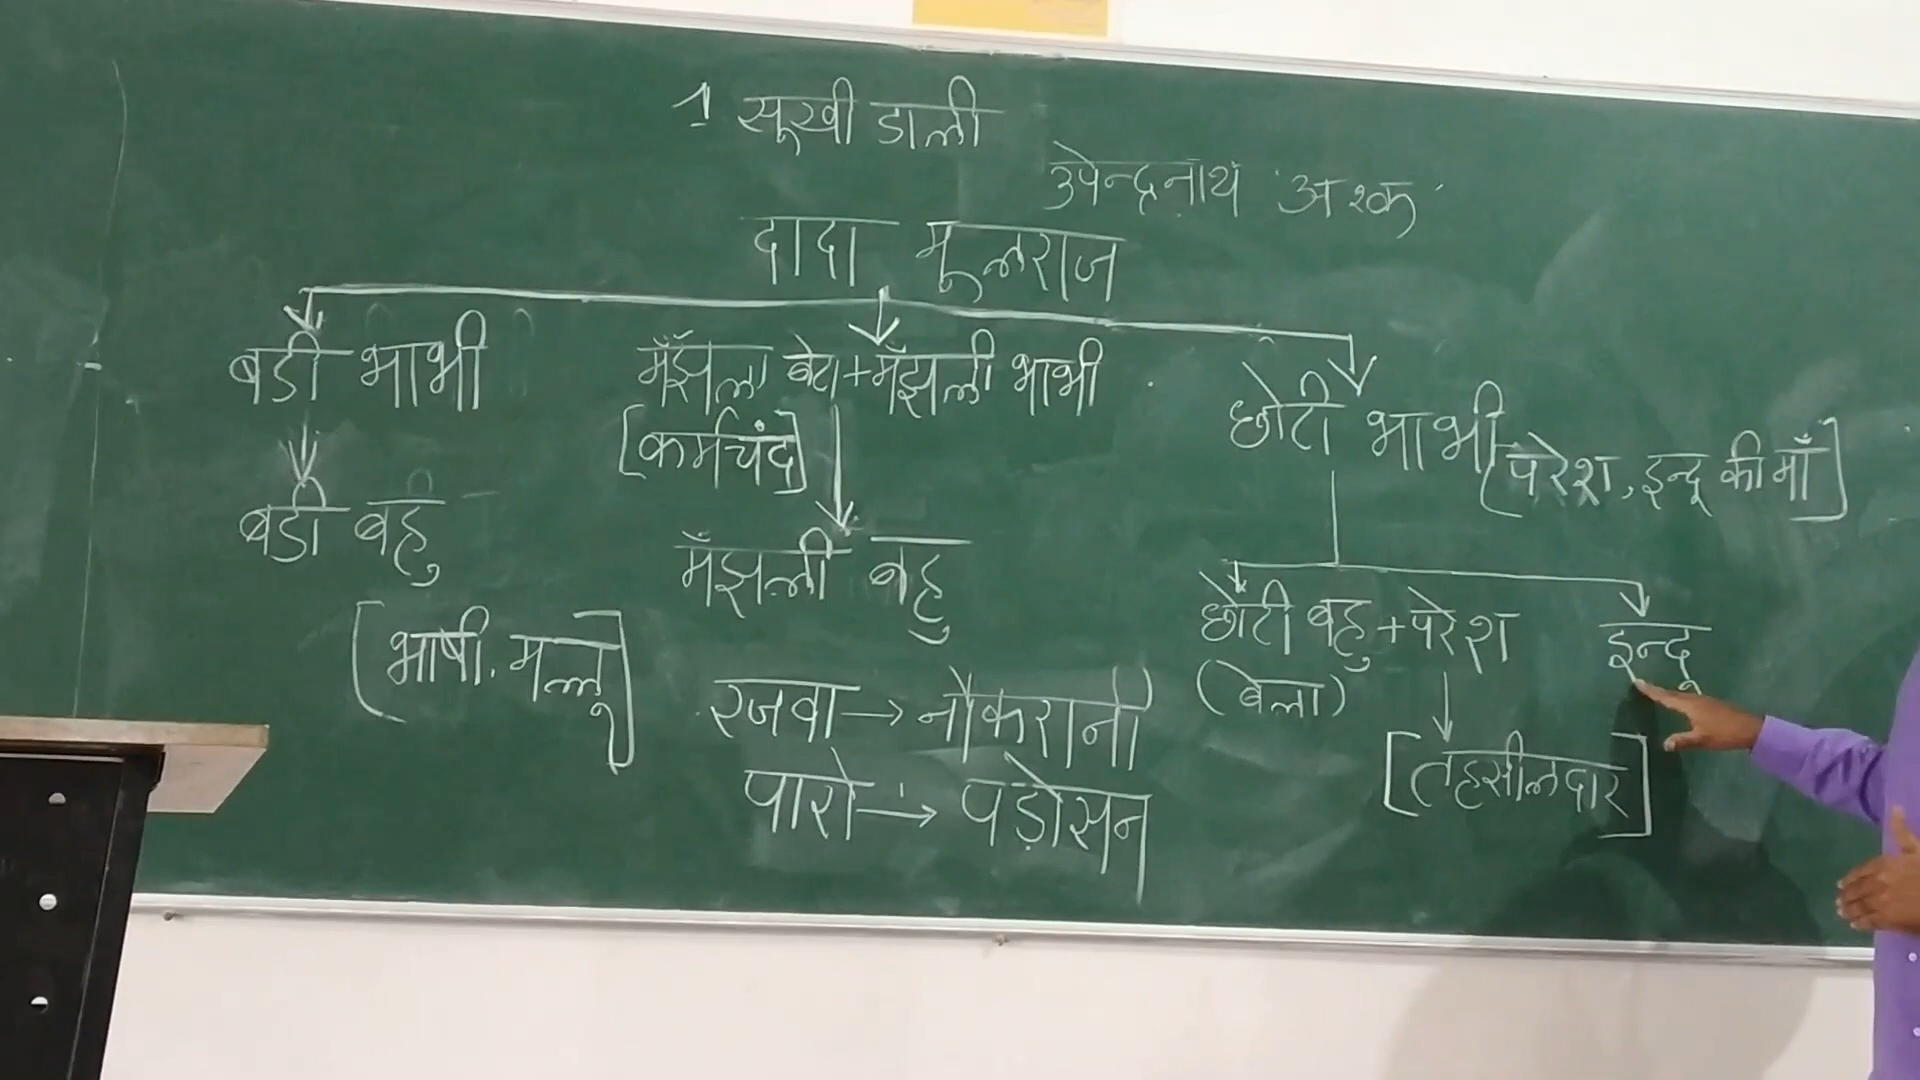 1 सूखी डाली
उपेन्द्रनाथ 'अश्क'
दादा मूलराज
बडी भाभी
मँझला बेटा+मँझली भाभी
छोटी भाभी
[कर्मचंद]
[परेश, इन्दू की माँ]
बडी बहु
मँझली बहु
छोटी बहु+परेश
इन्दू
[भाषी. मल्लू]
(बेला)
रजवा→नौकरानी
[तहसीलदार]
पारो→पड़ोसन